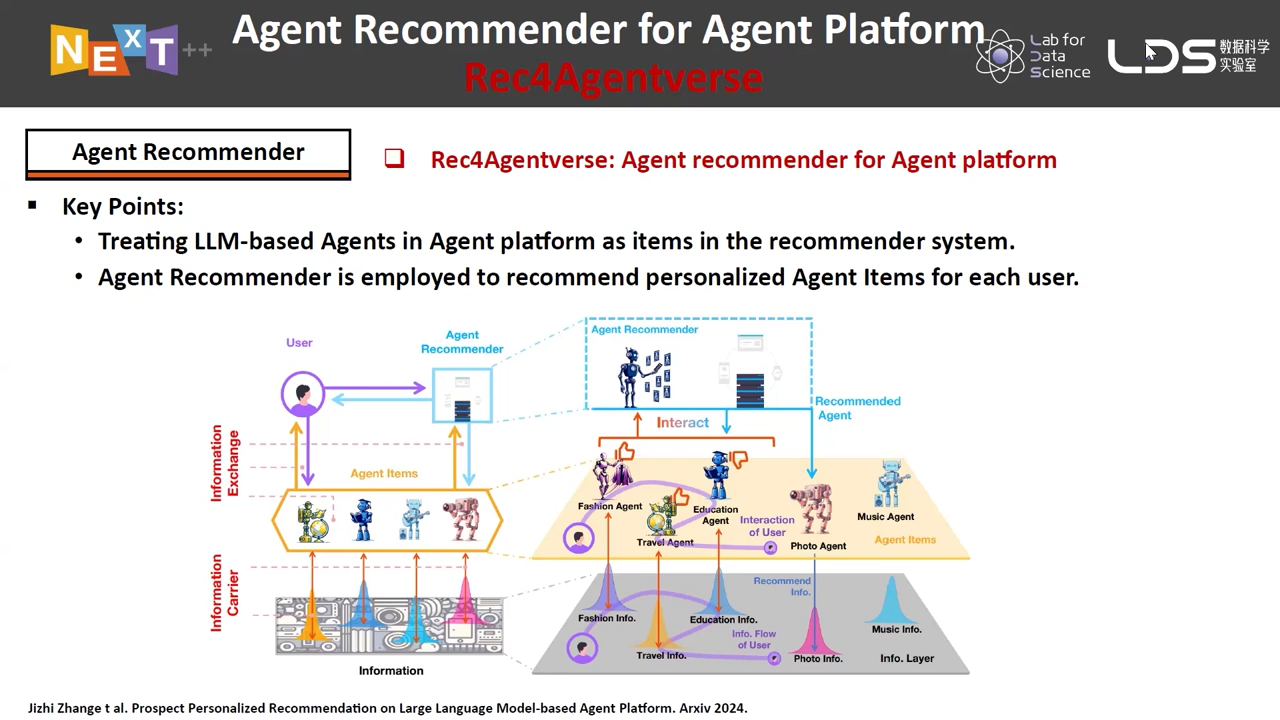 NExT++
Agent Recommender for Agent Platform
Rec4Agentverse
Lab for
Data
Science
LDS
数据科学
实验室
Agent Recommender
Rec4Agentverse: Agent recommender for Agent platform
Key Points:
• Treating LLM-based Agents in Agent platform as items in the recommender system.
• Agent Recommender is employed to recommend personalized Agent Items for each user.
User
Agent
Recommender
Information
Exchange
Agent Items
Information
Carrier
Information
Agent Recommender
Interact
Recommended
Agent
Fashion Agent
Travel Agent
Education
Agent
Interaction
of User
Photo Agent
Music Agent
Agent Items
Recommend
Info.
Fashion Info.
Travel Info.
Education Info.
Info. Flow
of User
Photo Info.
Music Info.
Info. Layer
Jizhi Zhange t al. Prospect Personalized Recommendation on Large Language Model-based Agent Platform. Arxiv 2024.